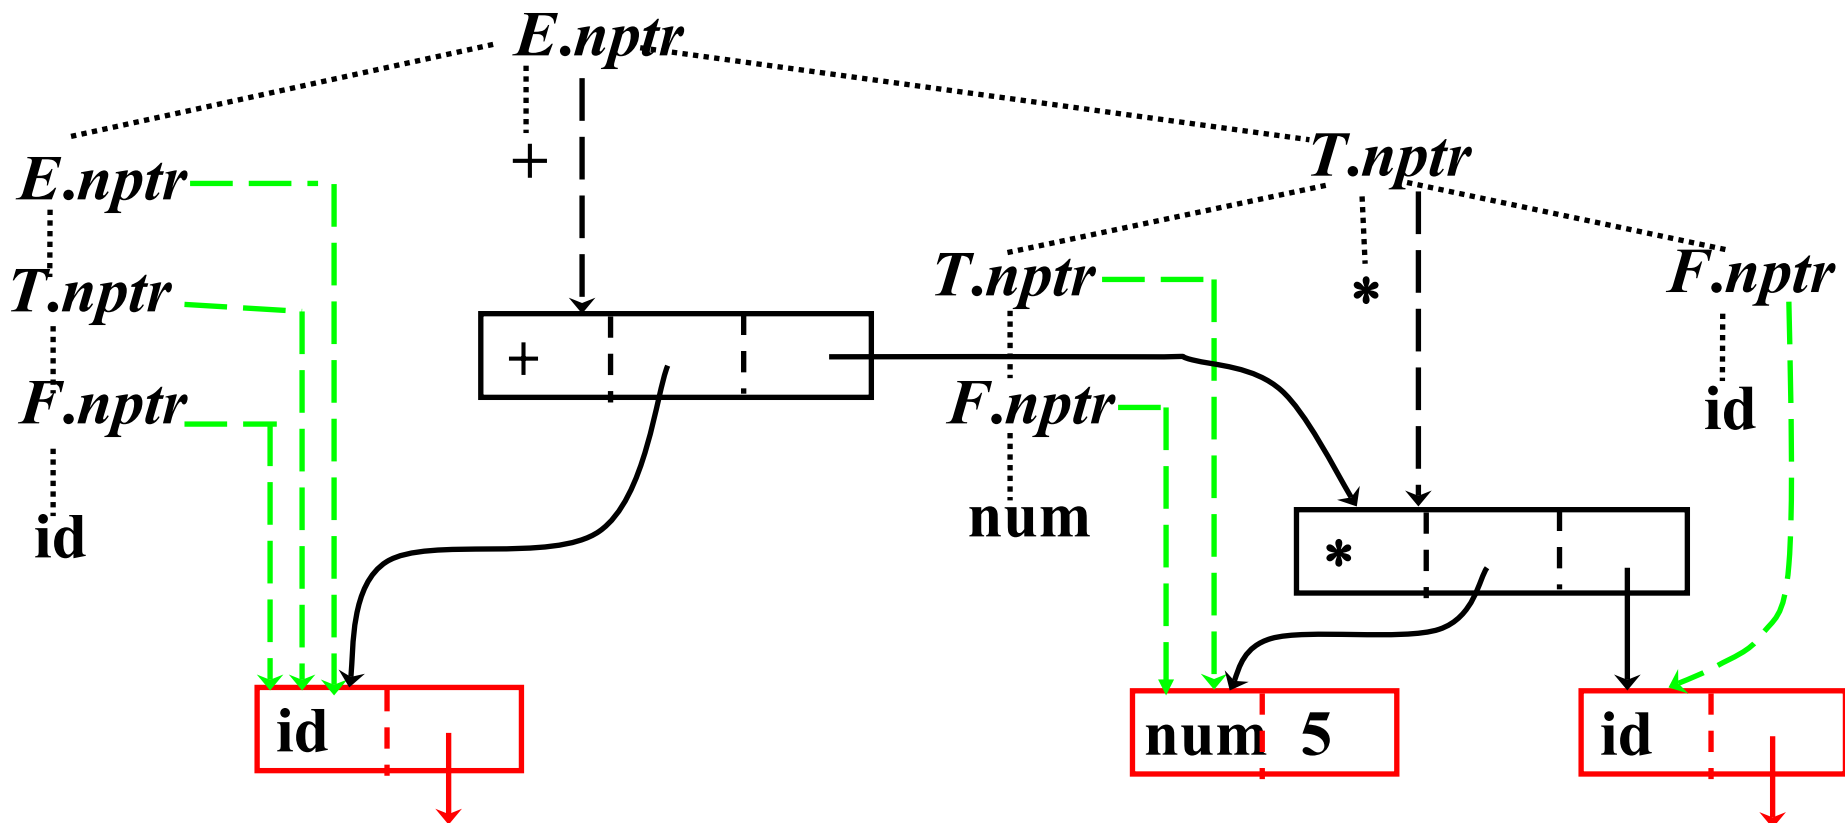 E.nptr
+
T.nptr
E.nptr
T.nptr
*
F.nptr
T.nptr
+
F.nptr
F.nptr
id
id
num
*
id
num 5
id